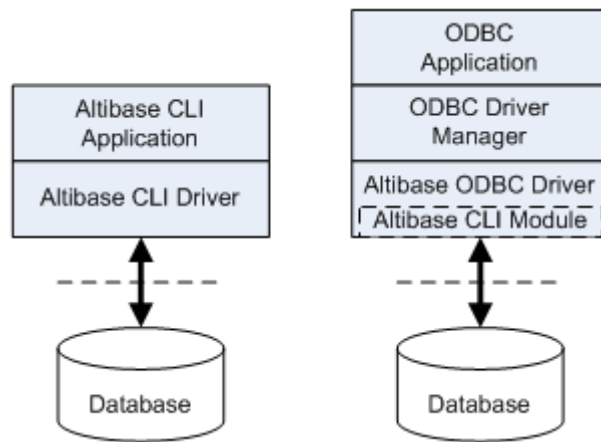 Altibase CLI
Application
Altibase CLI Driver
Database
ODBC
Application
ODBC Driver
Manager
Altibase ODBC Driver
Altibase CLI Module
Database